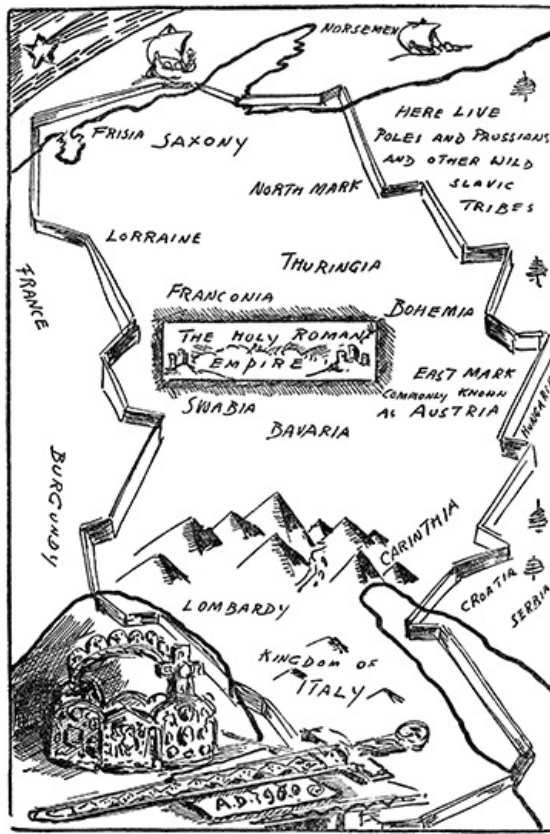 NORSEMEN
HERE LIVE
POLES AND PRUSSIANS
AND OTHER WILD
SLAVIC
TRIBES
FRISIA
SAXONY
NORTH MARK
LORRAINE
THURINGIA
FRANCE
FRANCONIA
BOHEMIA
THE HOLY ROMAN
EMPIRE
EAST MARK
COMMONLY KNOWN
AS AUSTRIA
SWABIA
BAVARIA
BURGUNDY
CARINTHIA
CROATIA
SERBIA
LOMBARDY
KINGDOM OF
ITALY